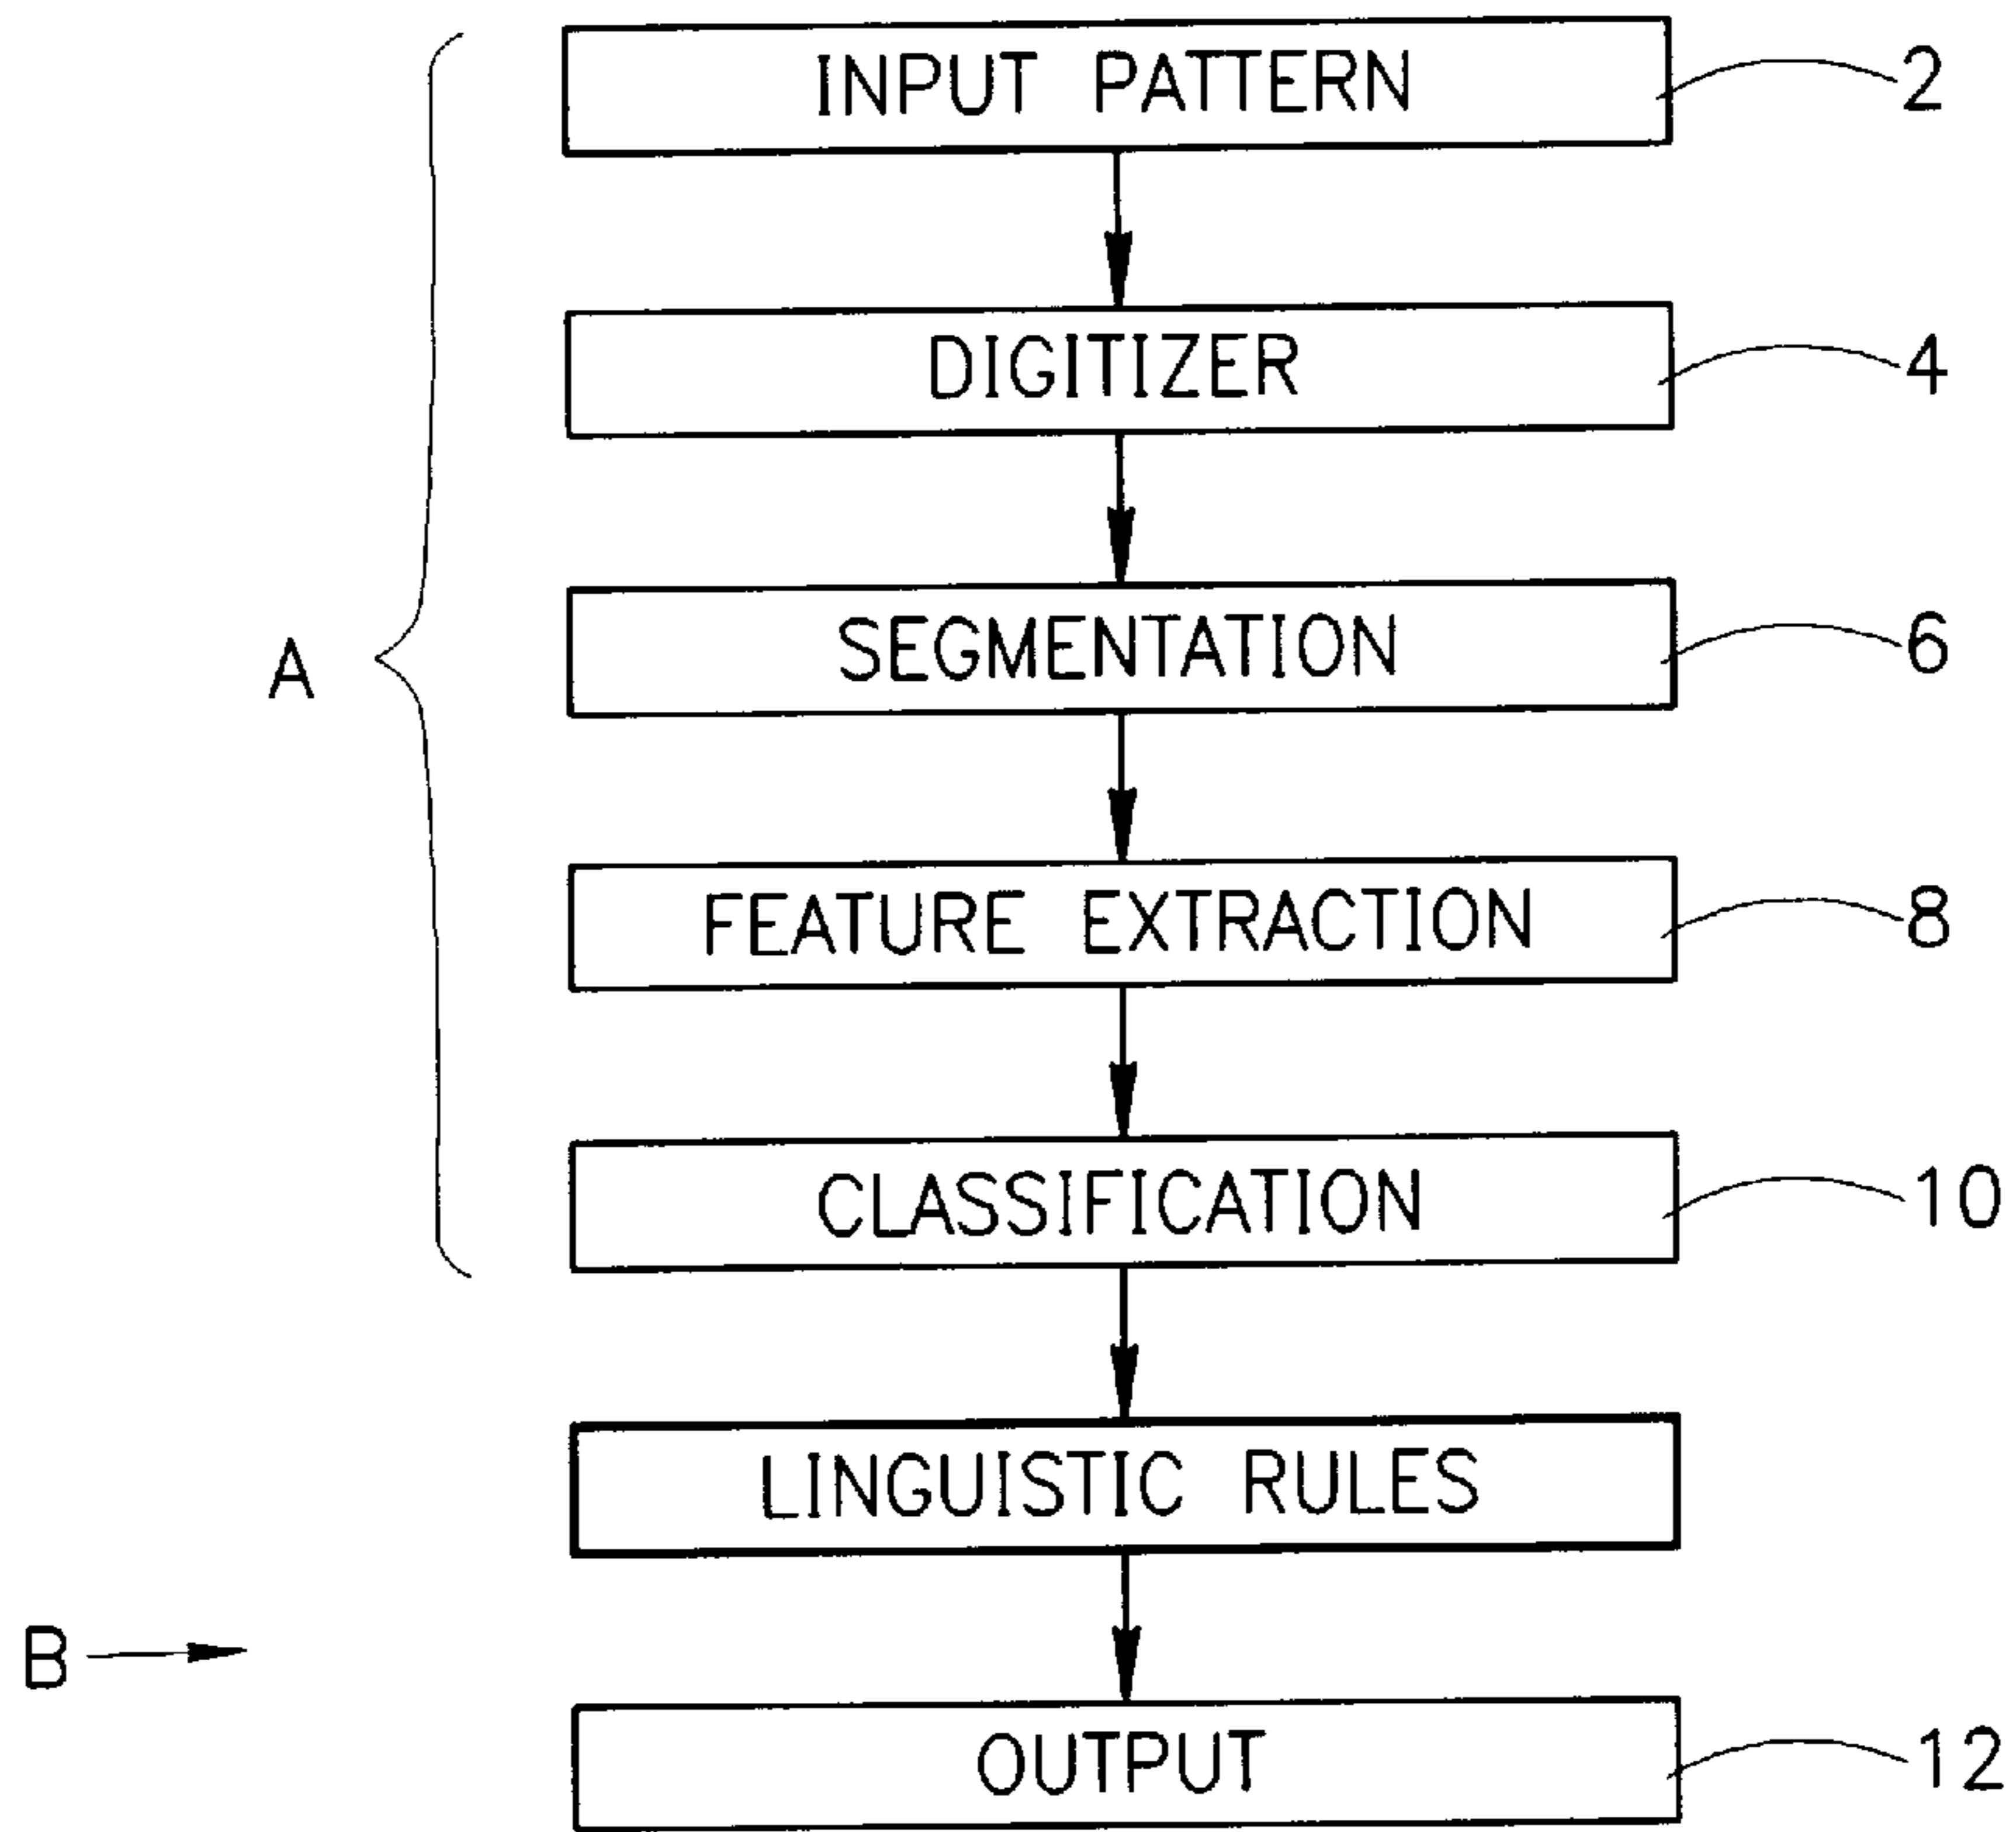 INPUT PATTERN 2
DIGITIZER 4
SEGMENTATION 6
A
FEATURE EXTRACTION 8
CLASSIFICATION 10
LINGUISTIC RULES
B
OUTPUT 12